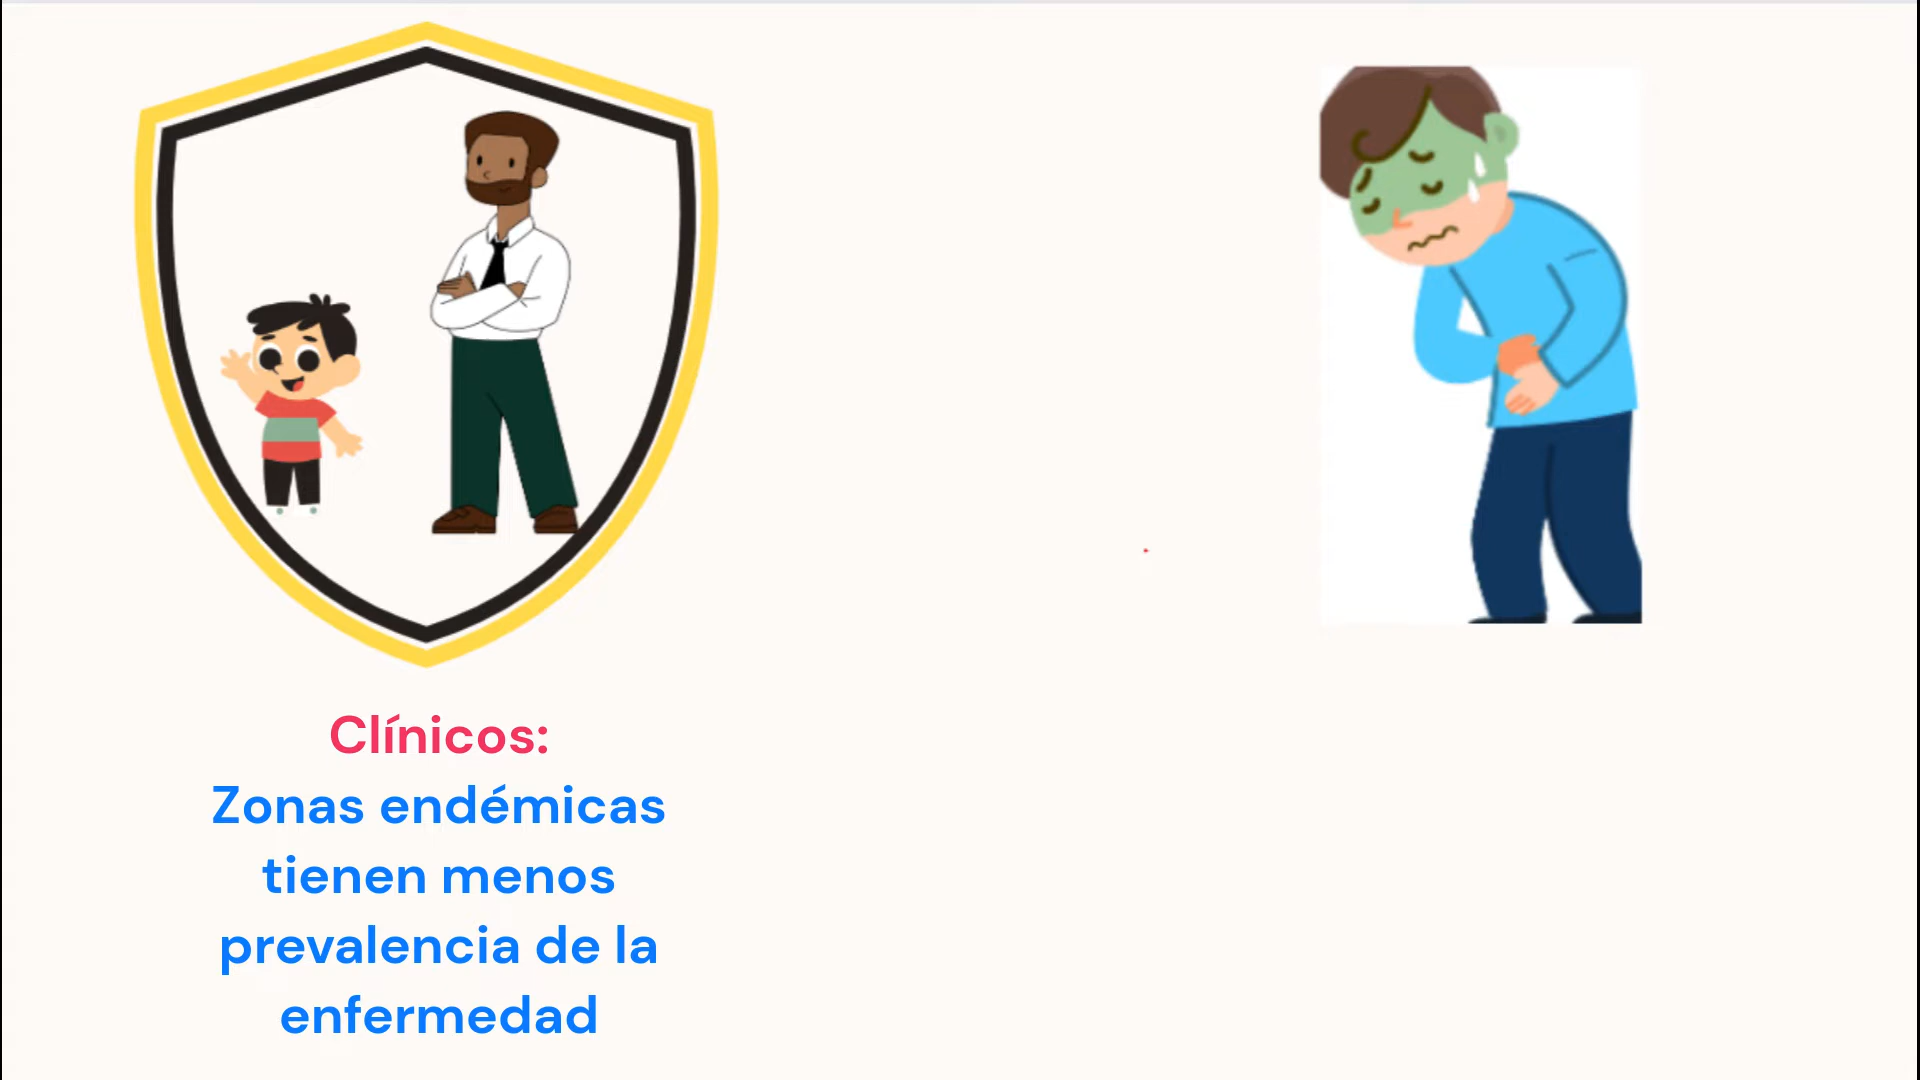 Clínicos:
Zonas endémicas
tienen menos
prevalencia de la
enfermedad